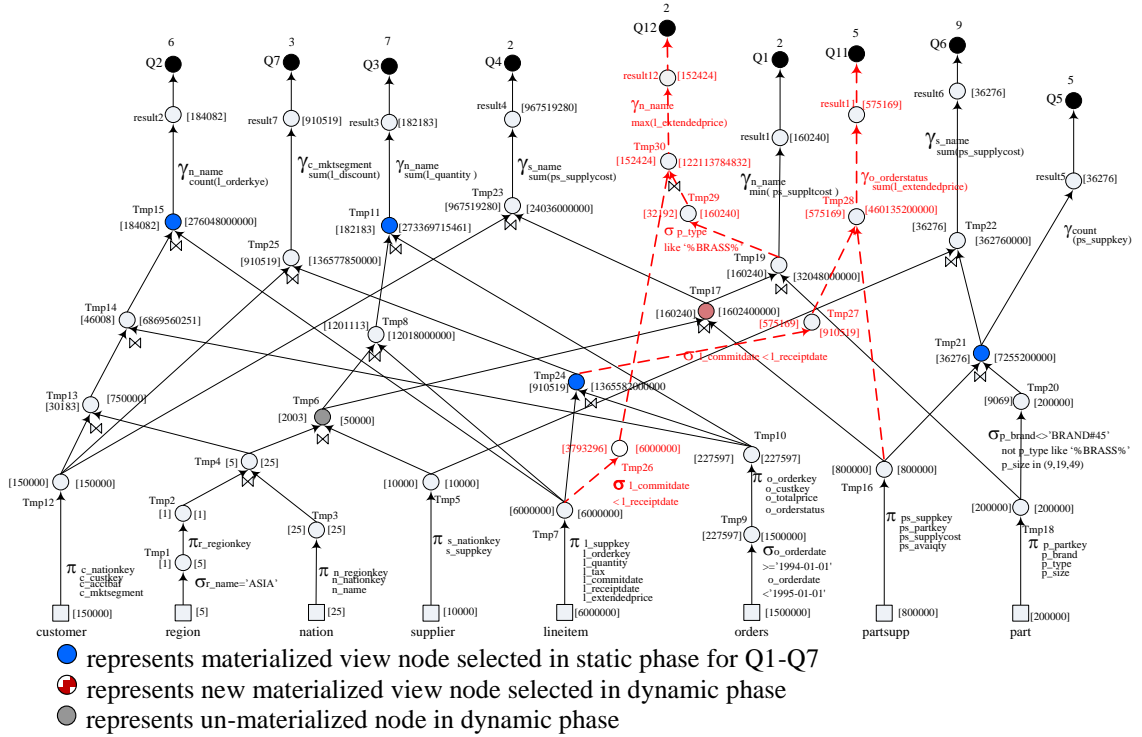 6
3
7
2
2
2
5
9
5
Q2
Q7
Q3
Q4
Q12
Q1
Q11
Q6
Q5
result2 [184082]
result7 [910519]
result3 [182183]
result4 [967519280]
result12 [152424]
result1 [160240]
result11 [575169]
result6 [36276]
result5 [36276]
γn_name
count(l_orderkye)
γc_mktsegment
sum(l_discount)
γn_name
sum(l_quantity)
γs_name
sum(ps_supplycost)
γn_name
max(l_extendedprice)
γn_name
min( ps_suppltcost )
γo_orderstatus
sum(l_extendedprice)
γs_name
sum(ps_supplycost)
γcount
(ps_suppkey)
Tmp30
[152424] [122113784832]
⋈
Tmp29
[32192] [160240]
σ p_type
like ‘%BRASS%
Tmp15
[184082] [276048000000]
⋈
Tmp11
[182183] [273369715461]
⋈
Tmp23
[967519280] [24036000000]
⋈
Tmp28
[575169] [460135200000]
⋈
Tmp22
[36276] [362760000]
⋈
Tmp25
[910519] [136577850000]
⋈
Tmp19
[160240] [32048000000]
⋈
Tmp14
[46008] [6869560251]
⋈
Tmp8
[1201113] [12018000000]
⋈
Tmp17
[160240] [1602400000]
⋈
Tmp27
[575169] [910519]
σ l_commitdate < l_receiptdate
Tmp21
[36276] [7255200000]
⋈
Tmp24
[910519] [1365582000000
⋈
Tmp13
[30183] [750000]
⋈
Tmp6
[2003] [50000]
⋈
Tmp20
[9069] [200000]
σp_brand<>'BRAND#45'
not p_type like '%BRASS%'
p_size in (9,19,49)
Tmp4
[5] [25]
⋈
[3793296] [6000000]
Tmp26
σ l_commitdate
< l_receiptdate
Tmp10
[227597] [227597]
π o_orderkey
o_custkey
o_totalprice
o_orderstatus
[150000] [150000]
Tmp12
[10000] [10000]
Tmp5
[800000] [800000]
Tmp16
Tmp2
[1] [1]
Tmp3
[25] [25]
[6000000] [6000000]
Tmp7
[200000] [200000]
Tmp18
Tmp9
[227597] [1500000]
σo_orderdate
>='1994-01-01'
o_orderdate
<'1995-01-01'
πr_regionkey
Tmp1
[1] [5]
σr_name='ASIA'
π c_nationkey
c_custkey
c_acctbal
c_mktsegment
π n_regionkey
n_nationkey
n_name
π s_nationkey
s_suppkey
π l_suppkey
l_orderkey
l_quantity
l_tax
l_commitdate
l_receiptdate
l_extendedprice
π ps_suppkey
ps_partkey
ps_supplycost
ps_avaiqty
π p_partkey
p_brand
p_type
p_size
[150000]
[5]
[25]
[10000]
[6000000]
[1500000]
[800000]
[200000]
customer
region
nation
supplier
lineitem
orders
partsupp
part
represents materialized view node selected in static phase for Q1-Q7
represents new materialized view node selected in dynamic phase
represents un-materialized node in dynamic phase